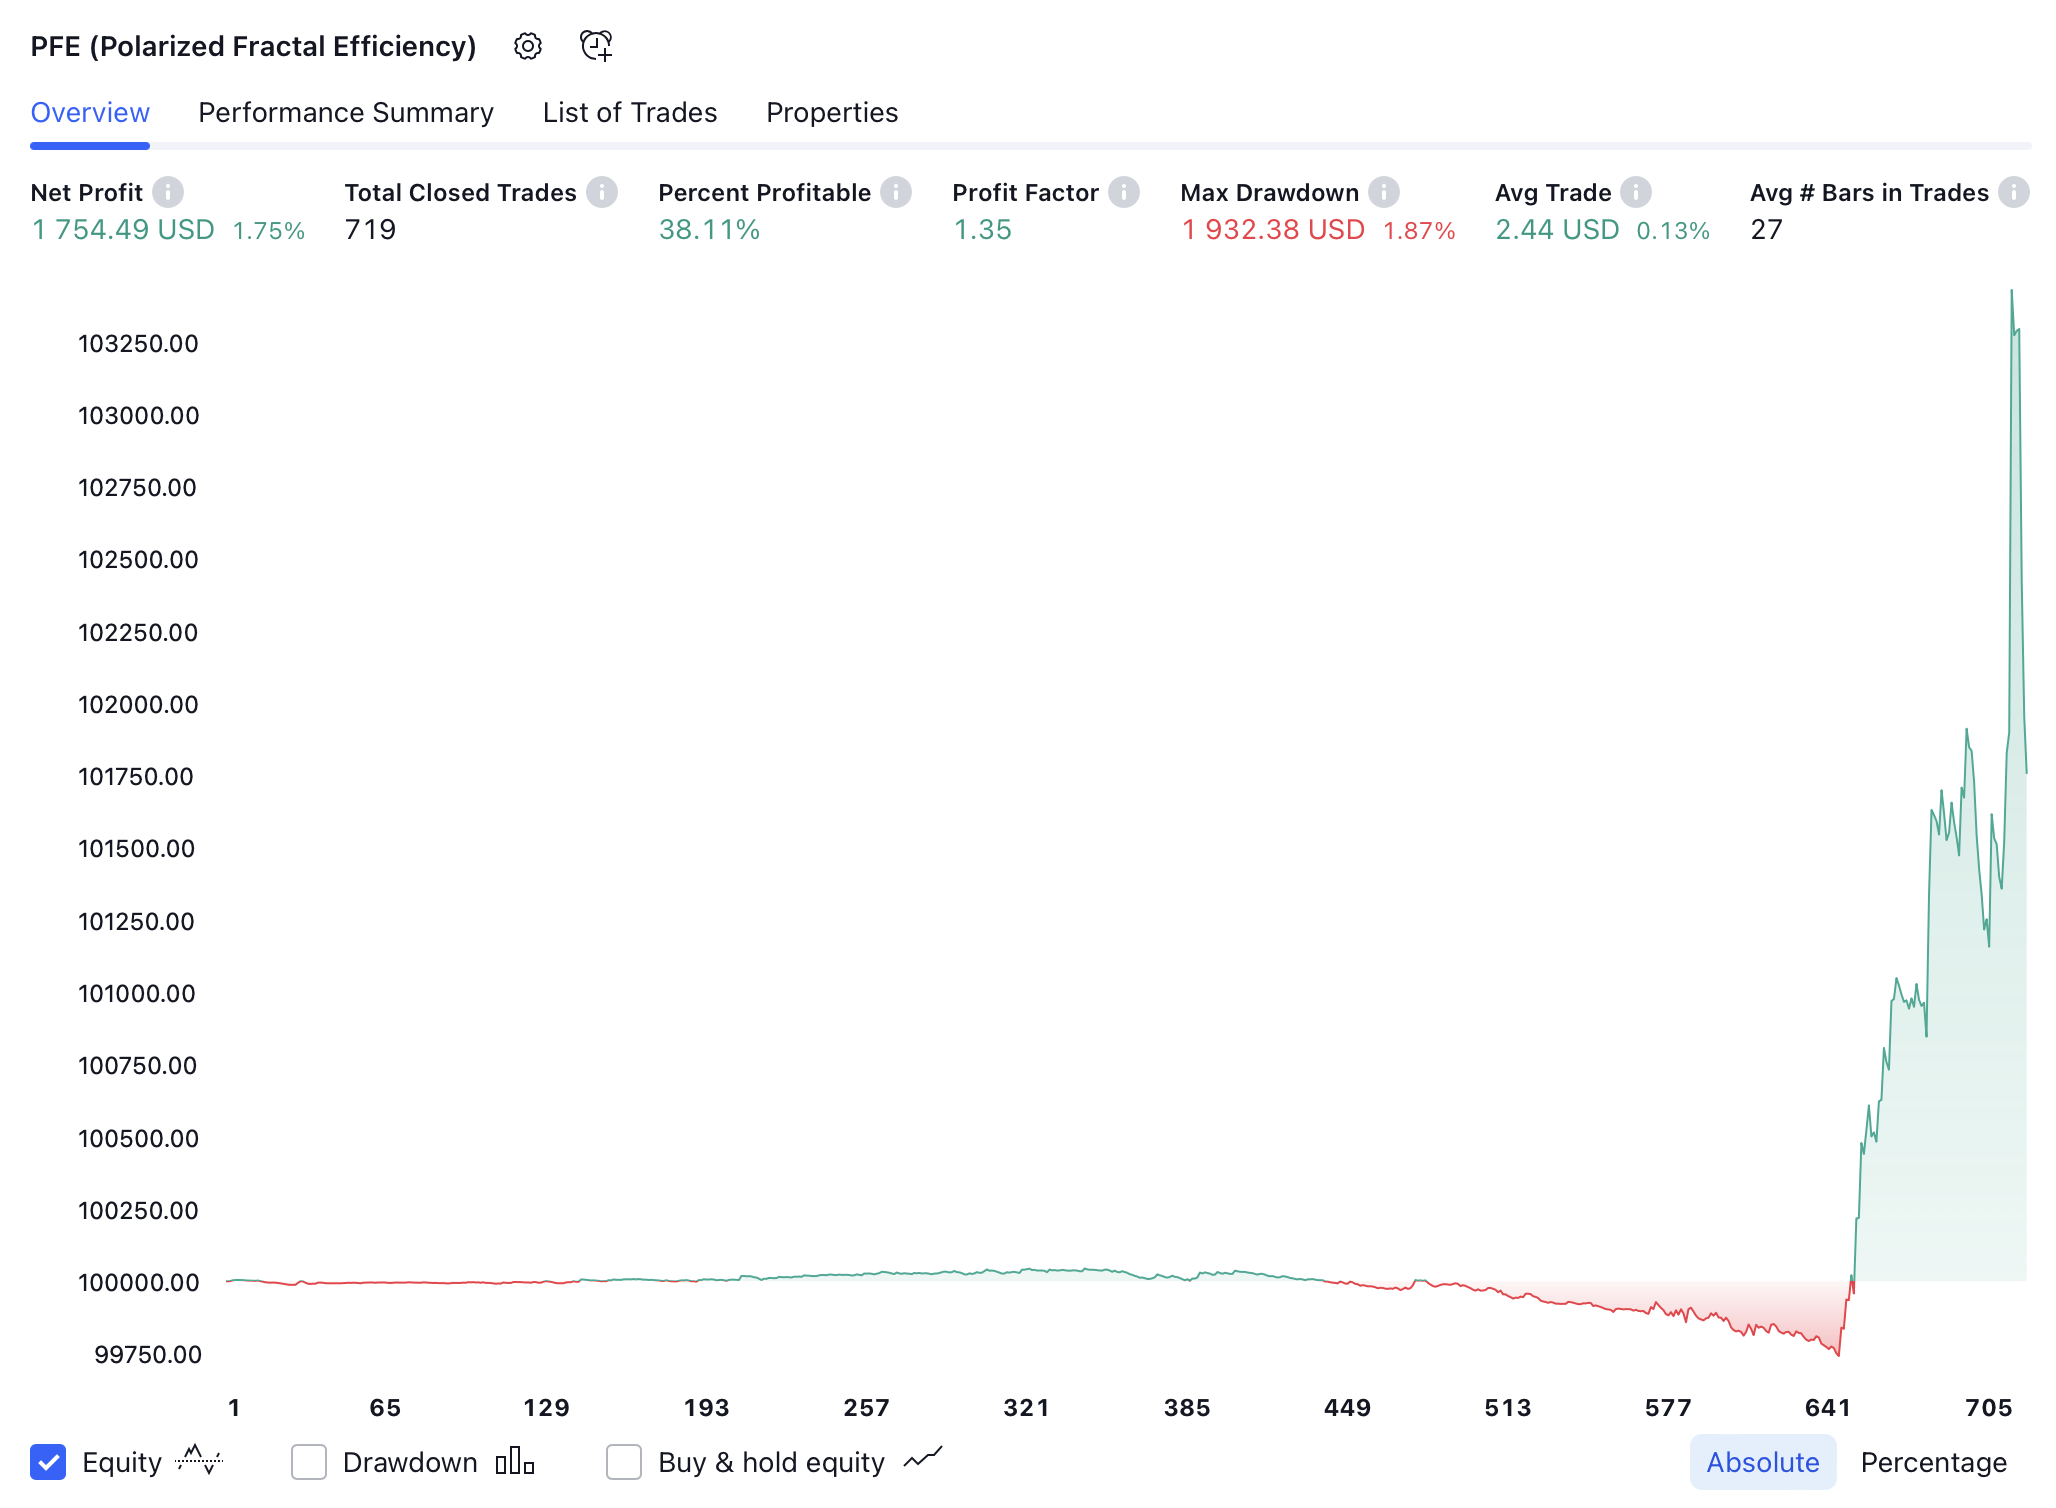 PFE (Polarized Fractal Efficiency)
Overview Performance Summary List of Trades Properties
Net Profit Total Closed Trades Percent Profitable Profit Factor Max Drawdown Avg Trade Avg # Bars in Trades
1 754.49 USD 1.75% 719 38.11% 1.35 1 932.38 USD 1.87% 2.44 USD 0.13% 27
103250.00
103000.00
102750.00
102500.00
102250.00
102000.00
101750.00
101500.00
101250.00
101000.00
100750.00
100500.00
100250.00
100000.00
99750.00
1 65 129 193 257 321 385 449 513 577 641 705
Equity Drawdown Buy & hold equity Absolute Percentage